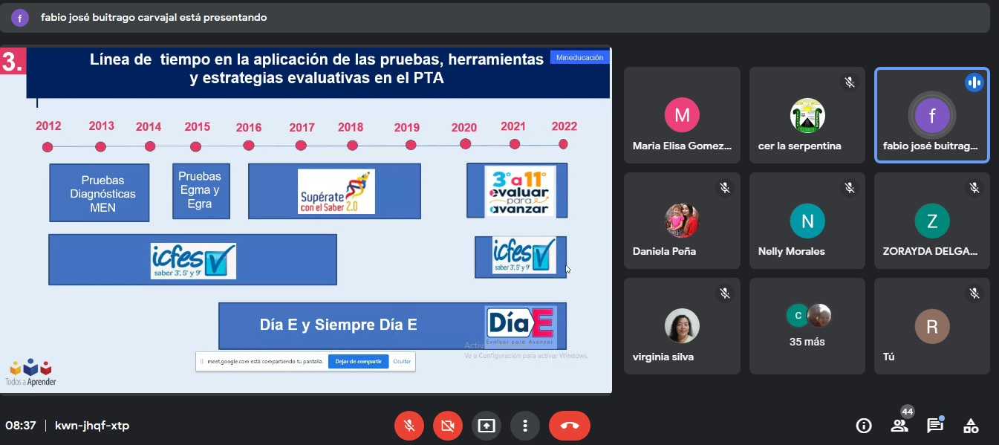 f
fabio josé buitrago carvajal está presentando
3.
Línea de tiempo en la aplicación de las pruebas, herramientas
y estrategias evaluativas en el PTA
Mineducación
2012 2013 2014 2015 2016 2017 2018 2019 2020 2021 2022
Pruebas
Diagnósticas
MEN
Pruebas
Egma y
Egra
Supérate
con el Saber 2.0
3° a 11°
evaluar
para
avanzar
icfes
saber 3°, 5° y 9°
icfes
saber 3°, 5° y 9°
Día E y Siempre Día E
Día E
Evaluar para Avanzar
Activ
Ve a Configuración para activar Windows.
meet.google.com está compartiendo tu pantalla.
Dejar de compartir
Ocultar
Todos a Aprender
M
Maria Elisa Gomez...
cer la serpentina
f
fabio josé buitrag...
Daniela Peña
N
Nelly Morales
Z
ZORAYDA DELGA...
virginia silva
C
35 más
R
Tú
08:37 | kwn-jhqf-xtp
44